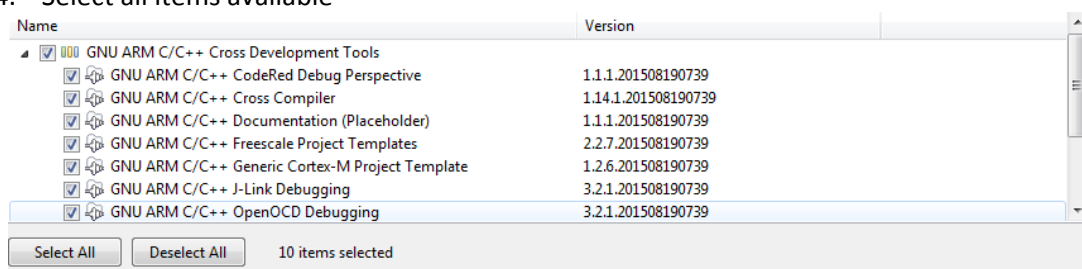 4. Select all items available
Name Version
GNU ARM C/C++ Cross Development Tools
GNU ARM C/C++ CodeRed Debug Perspective 1.1.1.201508190739
GNU ARM C/C++ Cross Compiler 1.14.1.201508190739
GNU ARM C/C++ Documentation (Placeholder) 1.1.1.201508190739
GNU ARM C/C++ Freescale Project Templates 2.2.7.201508190739
GNU ARM C/C++ Generic Cortex-M Project Template 1.2.6.201508190739
GNU ARM C/C++ J-Link Debugging 3.2.1.201508190739
GNU ARM C/C++ OpenOCD Debugging 3.2.1.201508190739
Select All Deselect All 10 items selected